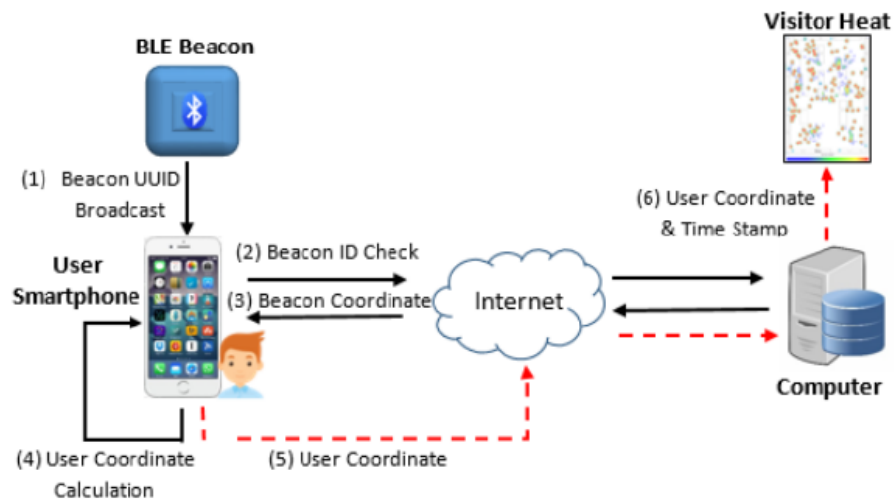 Visitor Heat
BLE Beacon
(1) Beacon UUID
Broadcast
(6) User Coordinate
& Time Stamp
User
Smartphone
(2) Beacon ID Check
(3) Beacon Coordinate
Internet
Computer
(4) User Coordinate
Calculation
(5) User Coordinate